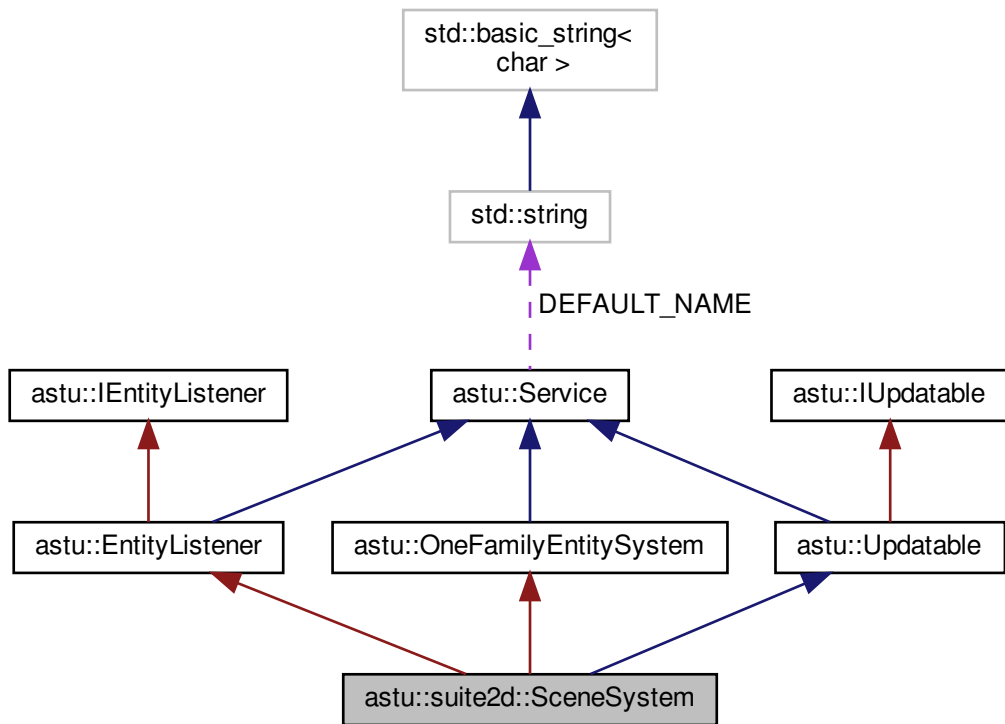 std::basic_string<
char >
std::string
DEFAULT_NAME
astu::IEntityListener
astu::Service
astu::IUpdatable
astu::EntityListener
astu::OneFamilyEntitySystem
astu::Updatable
astu::suite2d::SceneSystem